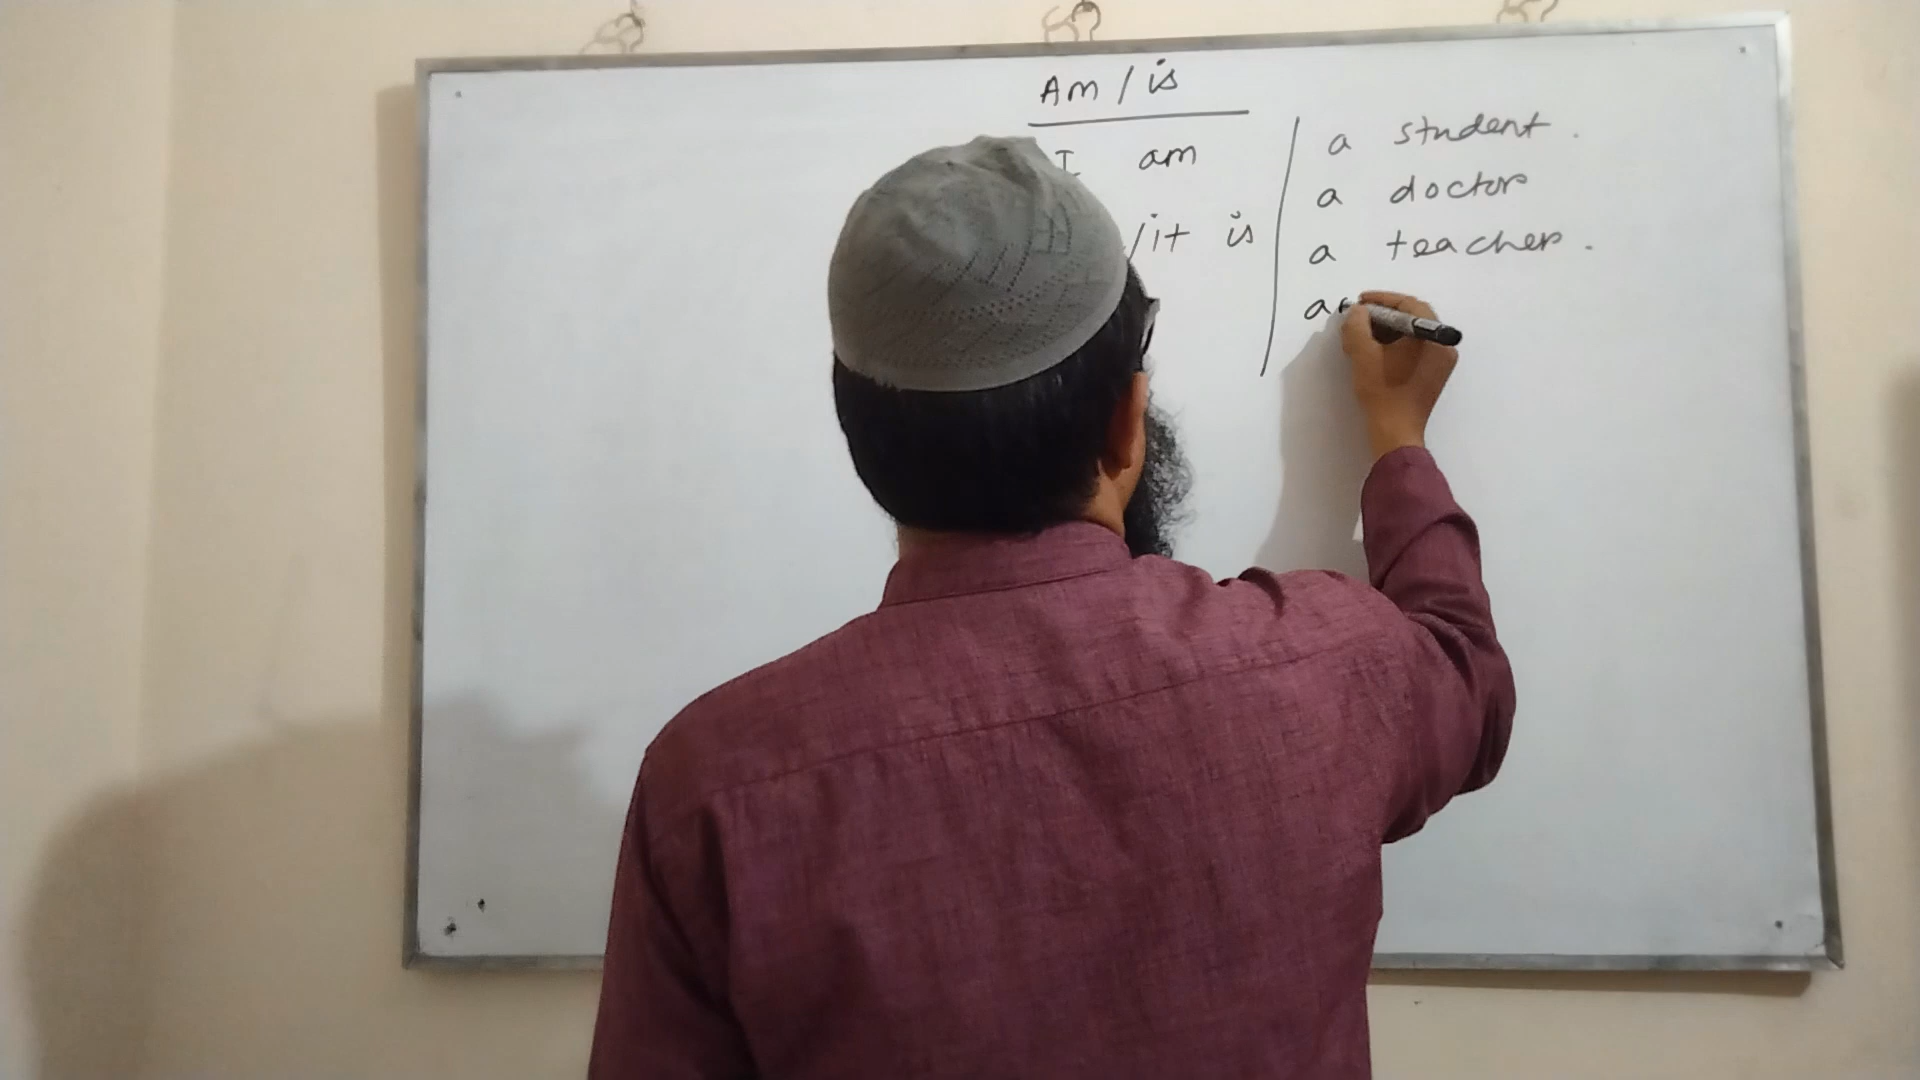 Am / is
I am
/it is
a student.
a doctor
a teacher.